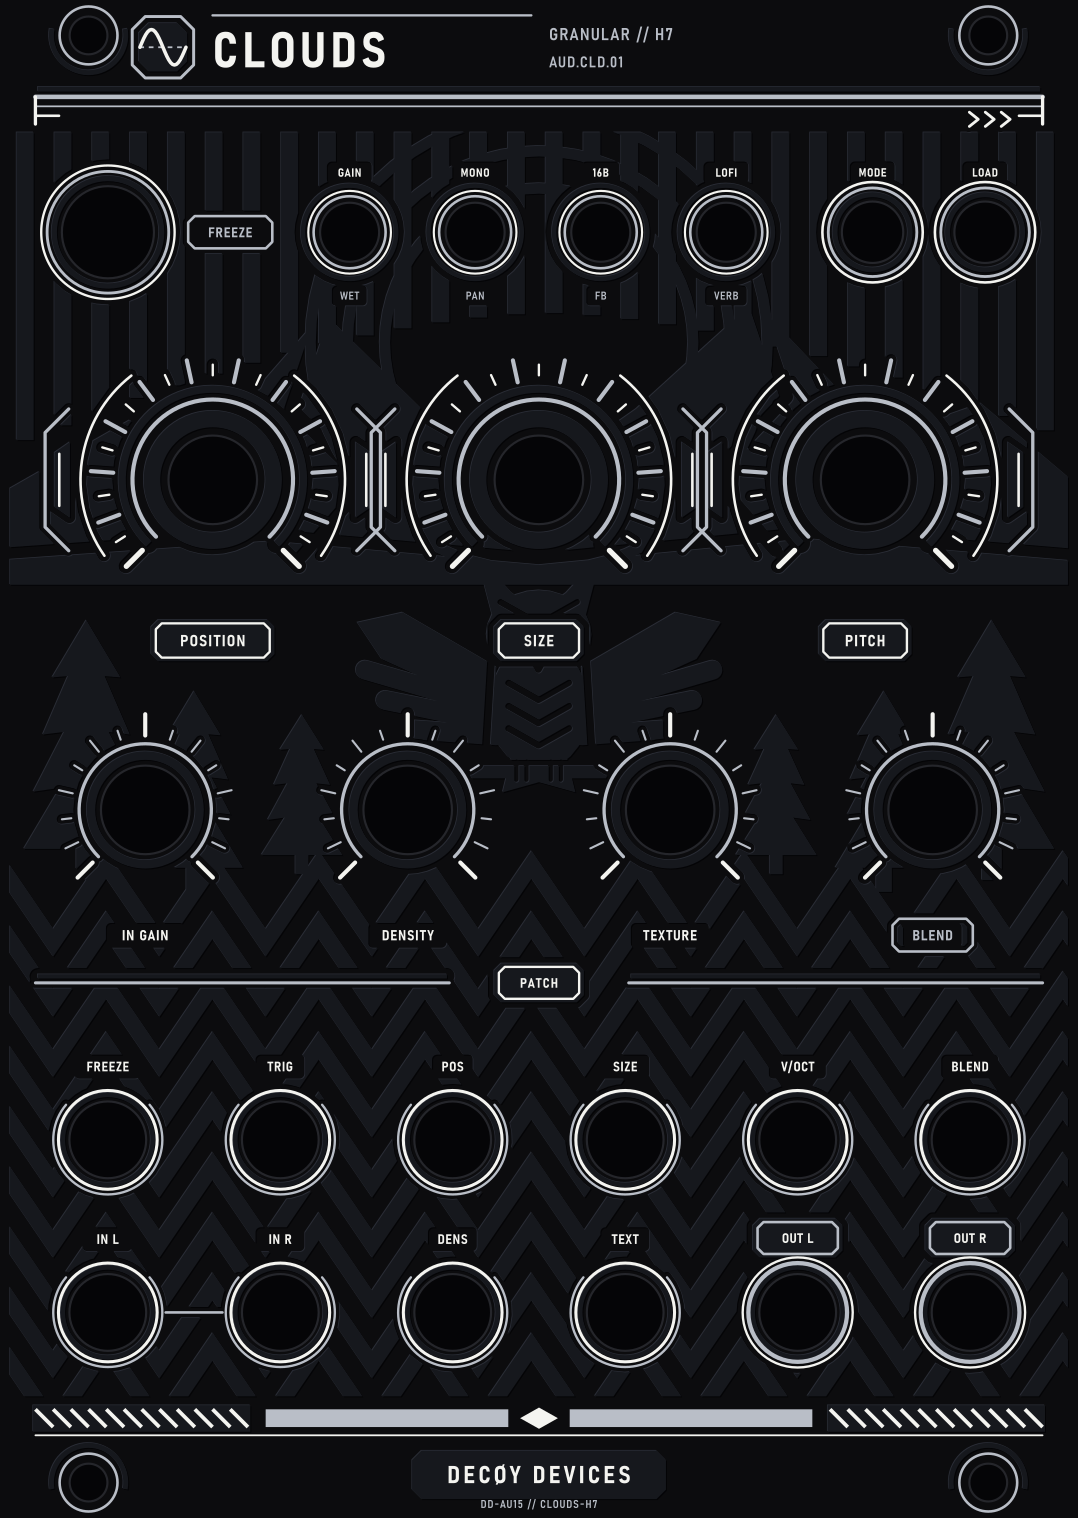 CLOUDS
GRANULAR // H7
AUD.CLD.01
GAIN MONO 16B LOFI MODE LOAD
FREEZE
WET PAN FB VERB
POSITION SIZE PITCH
IN GAIN DENSITY TEXTURE BLEND
PATCH
FREEZE TRIG POS SIZE V/OCT BLEND
IN L IN R DENS TEXT OUT L OUT R
DECØY DEVICES
DD-AU15 // CLOUDS-H7